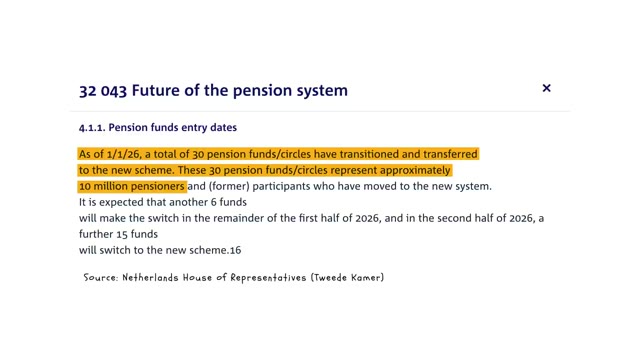 32 043 Future of the pension system ×
4.1.1. Pension funds entry dates
As of 1/1/26, a total of 30 pension funds/circles have transitioned and transferred
to the new scheme. These 30 pension funds/circles represent approximately
10 million pensioners and (former) participants who have moved to the new system.
It is expected that another 6 funds
will make the switch in the remainder of the first half of 2026, and in the second half of 2026, a
further 15 funds
will switch to the new scheme.16
Source: Netherlands House of Representatives (Tweede Kamer)